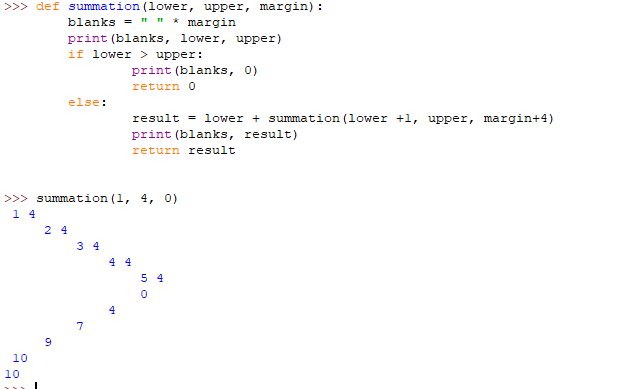 >>> def summation(lower, upper, margin):
        blanks = " " * margin
        print(blanks, lower, upper)
        if lower > upper:
                print(blanks, 0)
                return 0
        else:
                result = lower + summation(lower +1, upper, margin+4)
                print(blanks, result)
                return result

>>> summation(1, 4, 0)
 1 4
     2 4
         3 4
             4 4
                 5 4
                 0
             4
         7
     9
 10
10
>>>